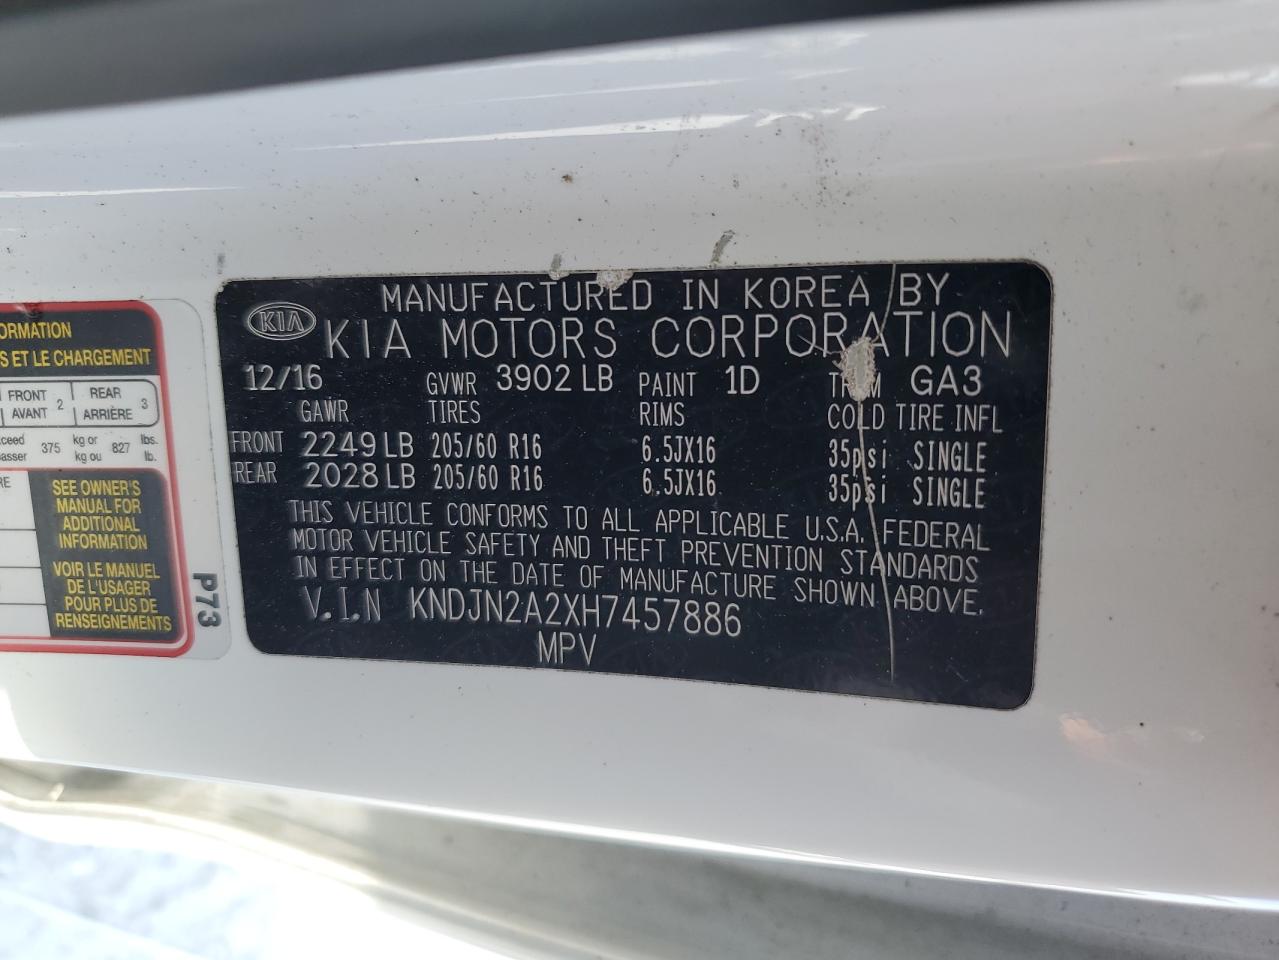 ORMATION
S ET LE CHARGEMENT
FRONT AVANT 2 REAR ARRIÈRE 3
xceed passer 375 kg or kg ou 827 lbs. lb.
RE
SEE OWNER'S
MANUAL FOR
ADDITIONAL
INFORMATION
VOIR LE MANUEL
DE L'USAGER
POUR PLUS DE
RENSEIGNEMENTS
P73
KIA
MANUFACTURED IN KOREA BY
KIA MOTORS CORPORATION
12/16 GVWR 3902 LB PAINT 1D TRIM GA3
GAWR TIRES RIMS COLD TIRE INFL
FRONT 2249 LB 205/60 R16 6.5JX16 35psi SINGLE
REAR 2028 LB 205/60 R16 6.5JX16 35psi SINGLE
THIS VEHICLE CONFORMS TO ALL APPLICABLE U.S.A. FEDERAL
MOTOR VEHICLE SAFETY AND THEFT PREVENTION STANDARDS
IN EFFECT ON THE DATE OF MANUFACTURE SHOWN ABOVE.
V.I.N KNDJN2A2XH7457886
MPV